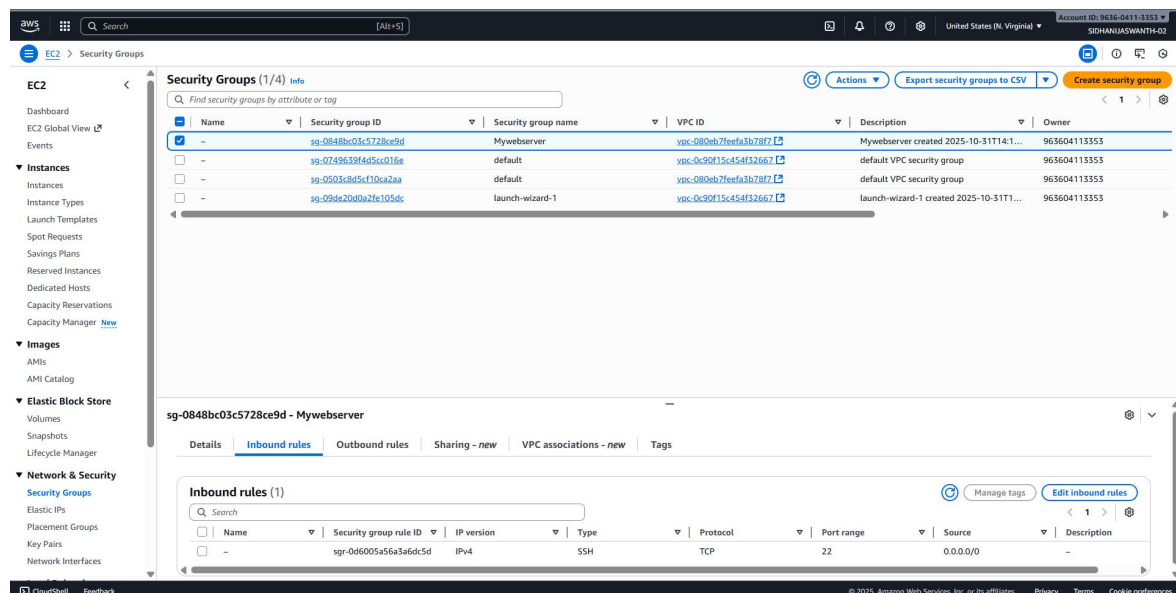 aws
Search [Alt+S]
United States (N. Virginia)
Account ID: 9636-0411-3353
SIDHANIJASWANTH-02
EC2 > Security Groups
EC2
Dashboard
EC2 Global View
Events
Instances
Instances
Instance Types
Launch Templates
Spot Requests
Savings Plans
Reserved Instances
Dedicated Hosts
Capacity Reservations
Capacity Manager New
Images
AMIs
AMI Catalog
Elastic Block Store
Volumes
Snapshots
Lifecycle Manager
Network & Security
Security Groups
Elastic IPs
Placement Groups
Key Pairs
Network Interfaces
Security Groups (1/4) Info
Actions Export security groups to CSV Create security group
Find security groups by attribute or tag
< 1 >
Name Security group ID Security group name VPC ID Description Owner
– sg-0848bc03c5728ce9d Mywebserver vpc-080eb7feefa3b78f7 Mywebserver created 2025-10-31T14:1... 963604113353
– sg-0749639f4d5cc016e default vpc-0c90f15c454f32667 default VPC security group 963604113353
– sg-0503c8d5cf10ca2aa default vpc-080eb7feefa3b78f7 default VPC security group 963604113353
– sg-09de20d0a2fe105dc launch-wizard-1 vpc-0c90f15c454f32667 launch-wizard-1 created 2025-10-31T1... 963604113353
sg-0848bc03c5728ce9d - Mywebserver
Details Inbound rules Outbound rules Sharing - new VPC associations - new Tags
Inbound rules (1)
Manage tags Edit inbound rules
Search
< 1 >
Name Security group rule ID IP version Type Protocol Port range Source Description
– sgr-0d6005a56a3a6dc5d IPv4 SSH TCP 22 0.0.0.0/0 –
CloudShell Feedback © 2025, Amazon Web Services, Inc. or its affiliates. Privacy Terms Cookie preferences